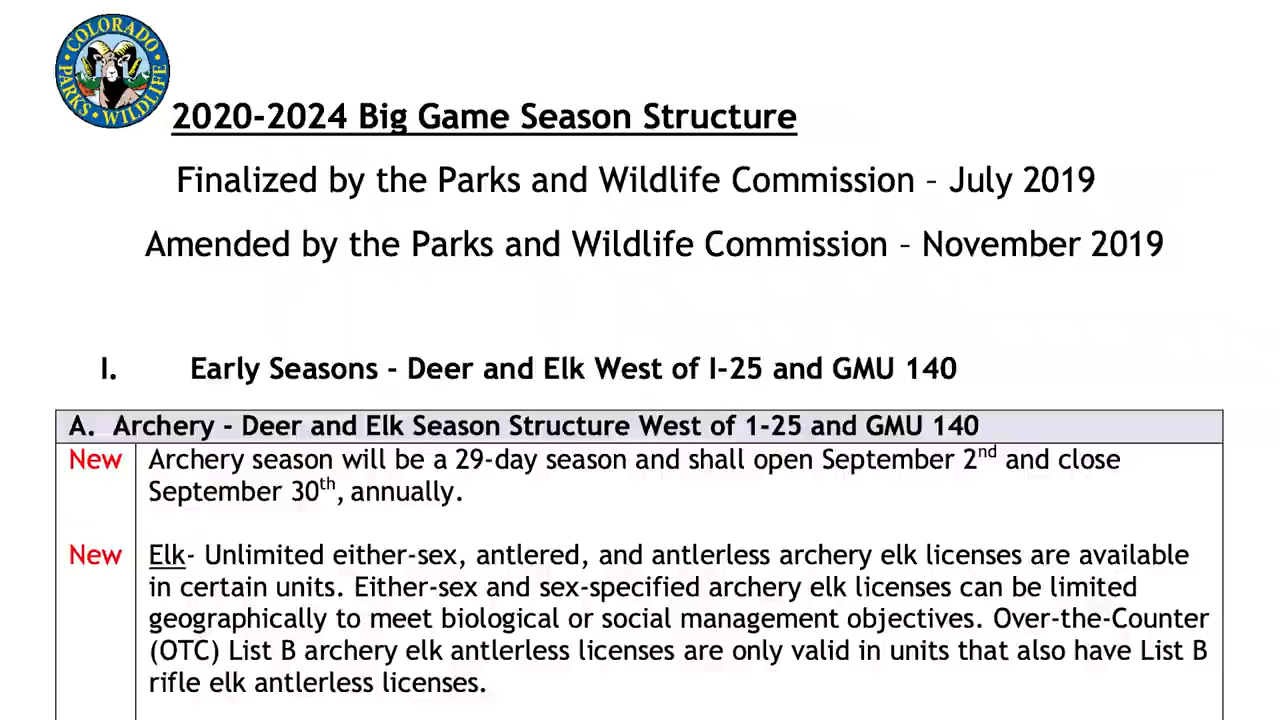 COLORADO
PARKS • WILDLIFE
2020-2024 Big Game Season Structure
Finalized by the Parks and Wildlife Commission – July 2019
Amended by the Parks and Wildlife Commission – November 2019
I. Early Seasons - Deer and Elk West of I-25 and GMU 140
A. Archery - Deer and Elk Season Structure West of 1-25 and GMU 140
New Archery season will be a 29-day season and shall open September 2nd and close
September 30th, annually.
New Elk- Unlimited either-sex, antlered, and antlerless archery elk licenses are available
in certain units. Either-sex and sex-specified archery elk licenses can be limited
geographically to meet biological or social management objectives. Over-the-Counter
(OTC) List B archery elk antlerless licenses are only valid in units that also have List B
rifle elk antlerless licenses.